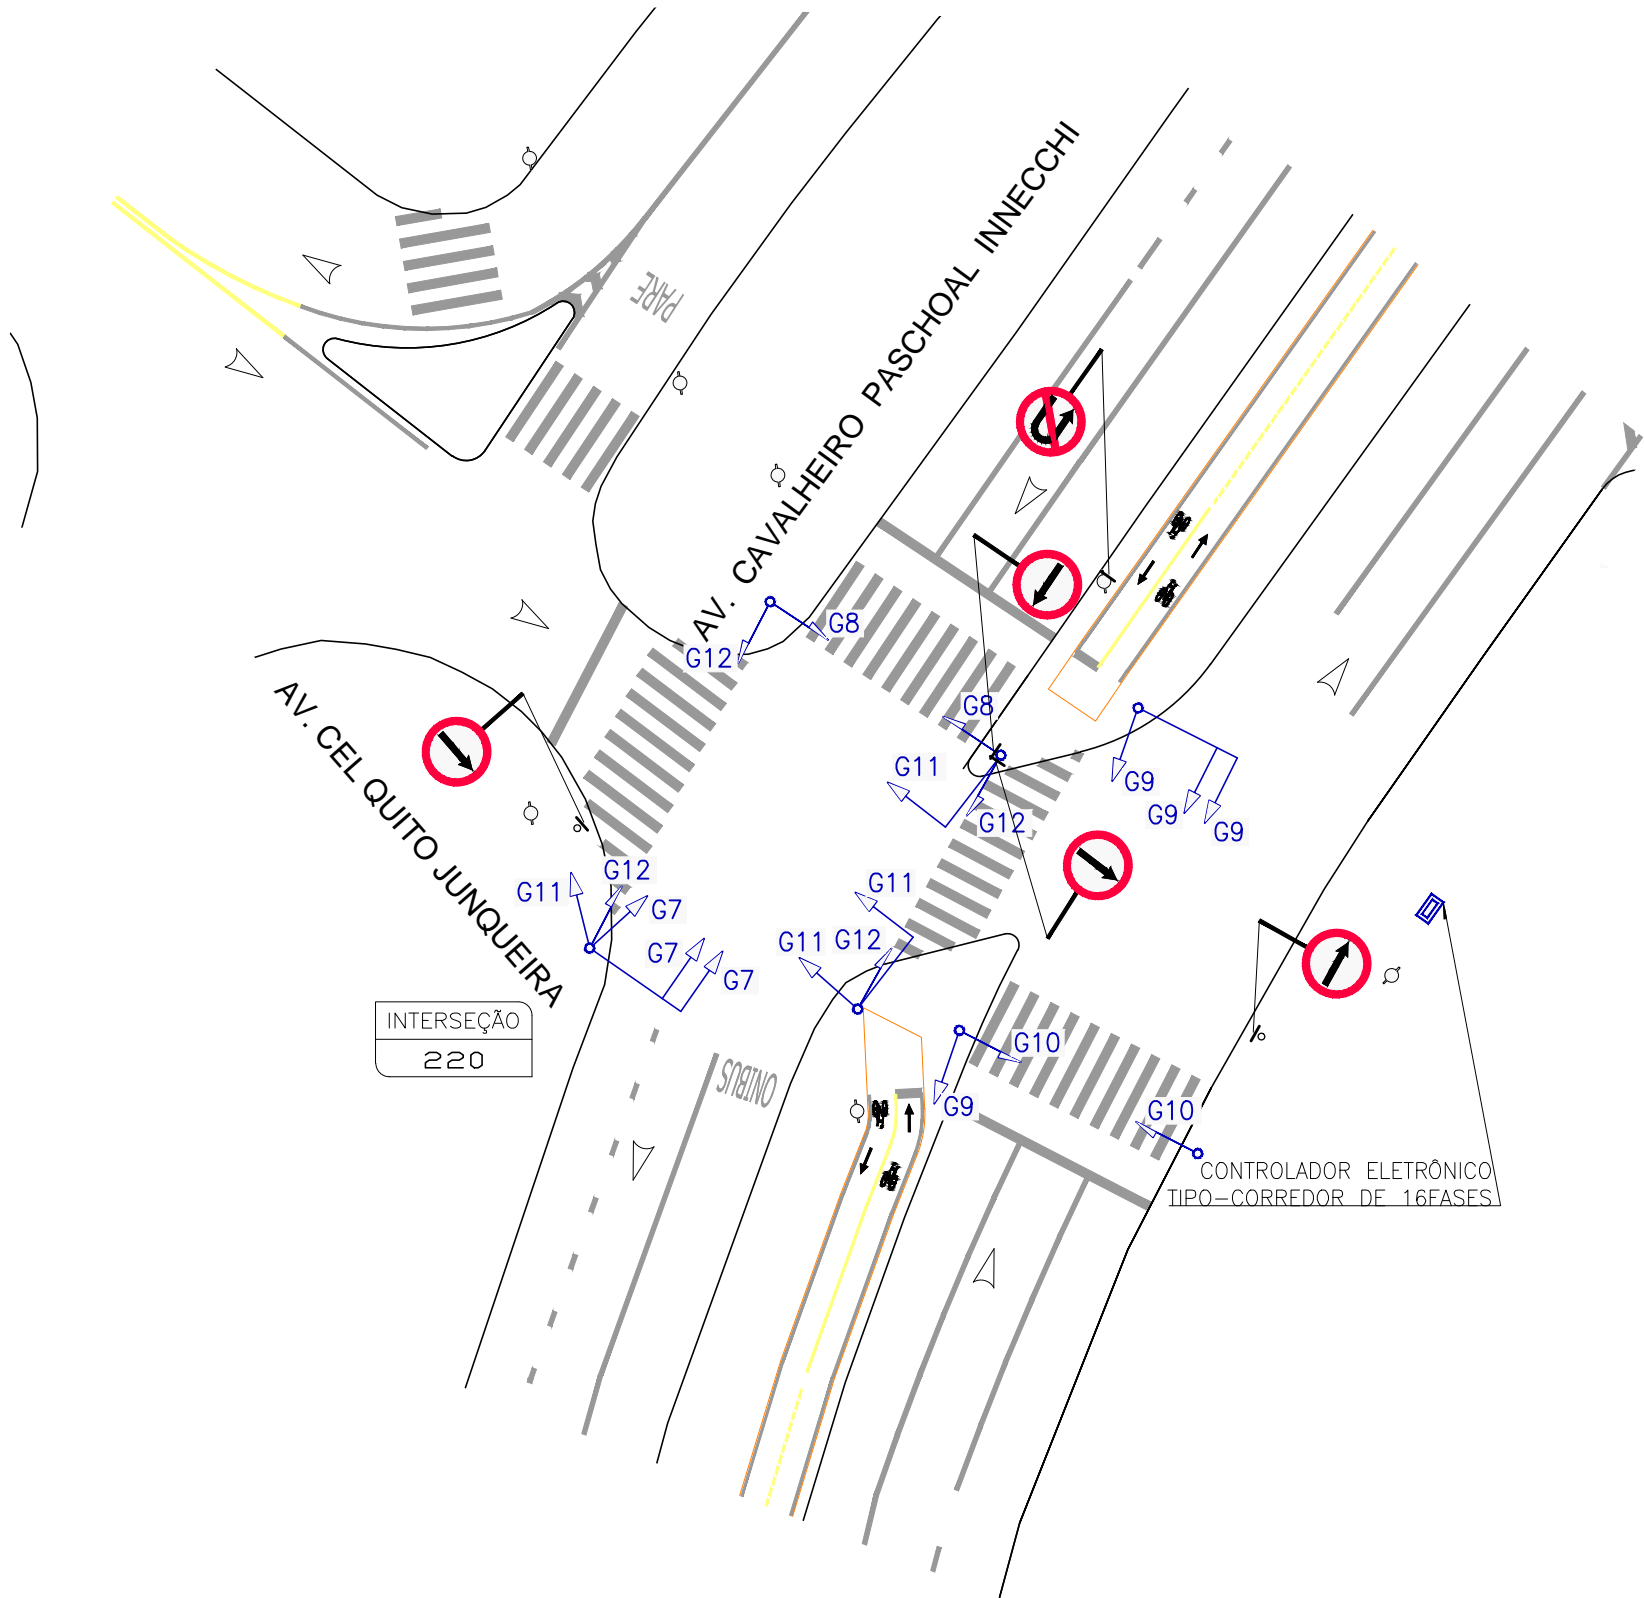 PARE
AV. CAVALHEIRO PASCHOAL INNECCHI
G8
G12
AV. CEL QUITO JUNQUEIRA
G8
G11
G12
G9
G9
G9
G12
G11
G7
G7
G7
G11
G11
G12
INTERSEÇÃO
220
ONIBUS
G10
G9
G10
CONTROLADOR ELETRÔNICO
TIPO-CORREDOR DE 16FASES